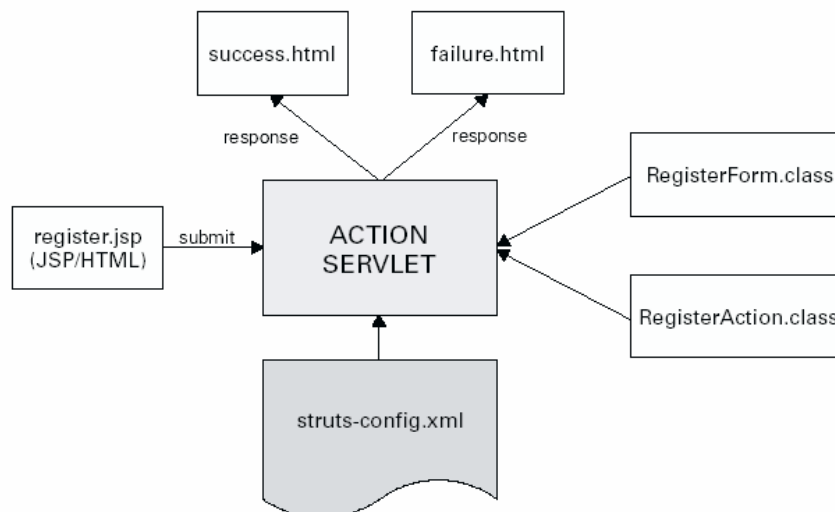 success.html
failure.html
response
response
RegisterForm.class
register.jsp
(JSP/HTML)
submit
ACTION
SERVLET
RegisterAction.class
struts-config.xml